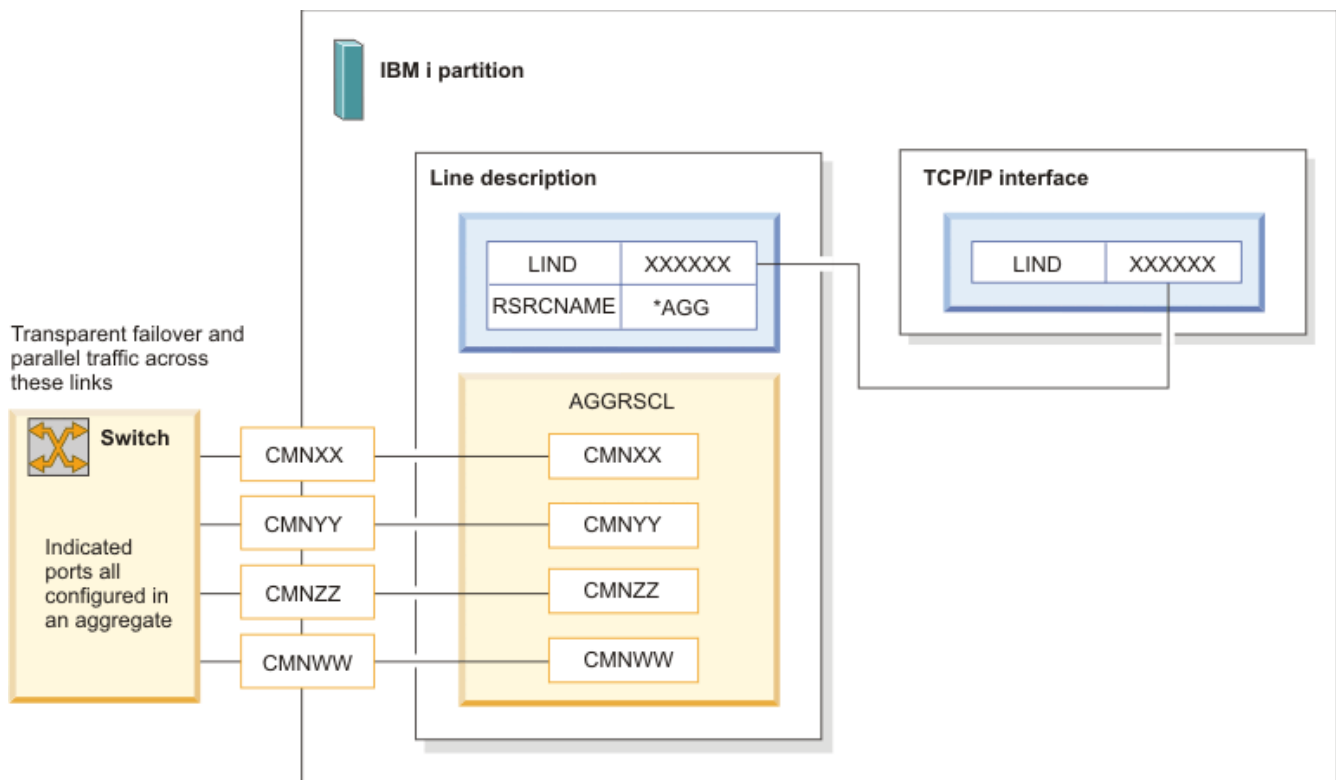 IBM i partition
Line description
LIND XXXXXX
RSRCNAME *AGG
TCP/IP interface
LIND XXXXXX
Transparent failover and
parallel traffic across
these links
Switch
Indicated
ports all
configured in
an aggregate
CMNXX
CMNYY
CMNZZ
CMNWW
AGGRSCL
CMNXX
CMNYY
CMNZZ
CMNWW